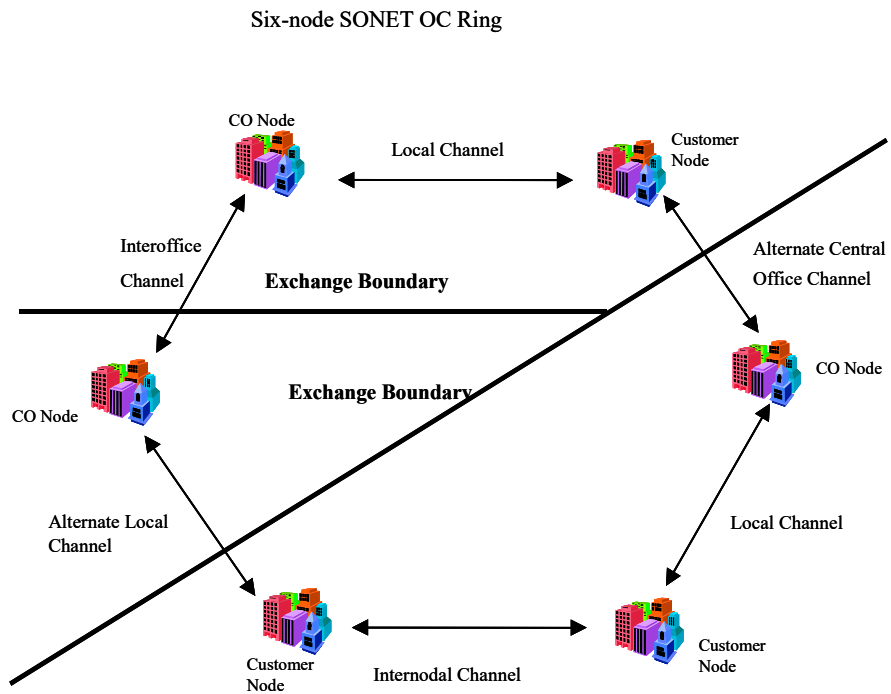 Six-node SONET OC Ring
CO Node
Local Channel
Customer
Node
Interoffice
Channel
Alternate Central
Office Channel
Exchange Boundary
Exchange Boundary
CO Node
CO Node
Alternate Local
Channel
Local Channel
Customer
Node
Internodal Channel
Customer
Node